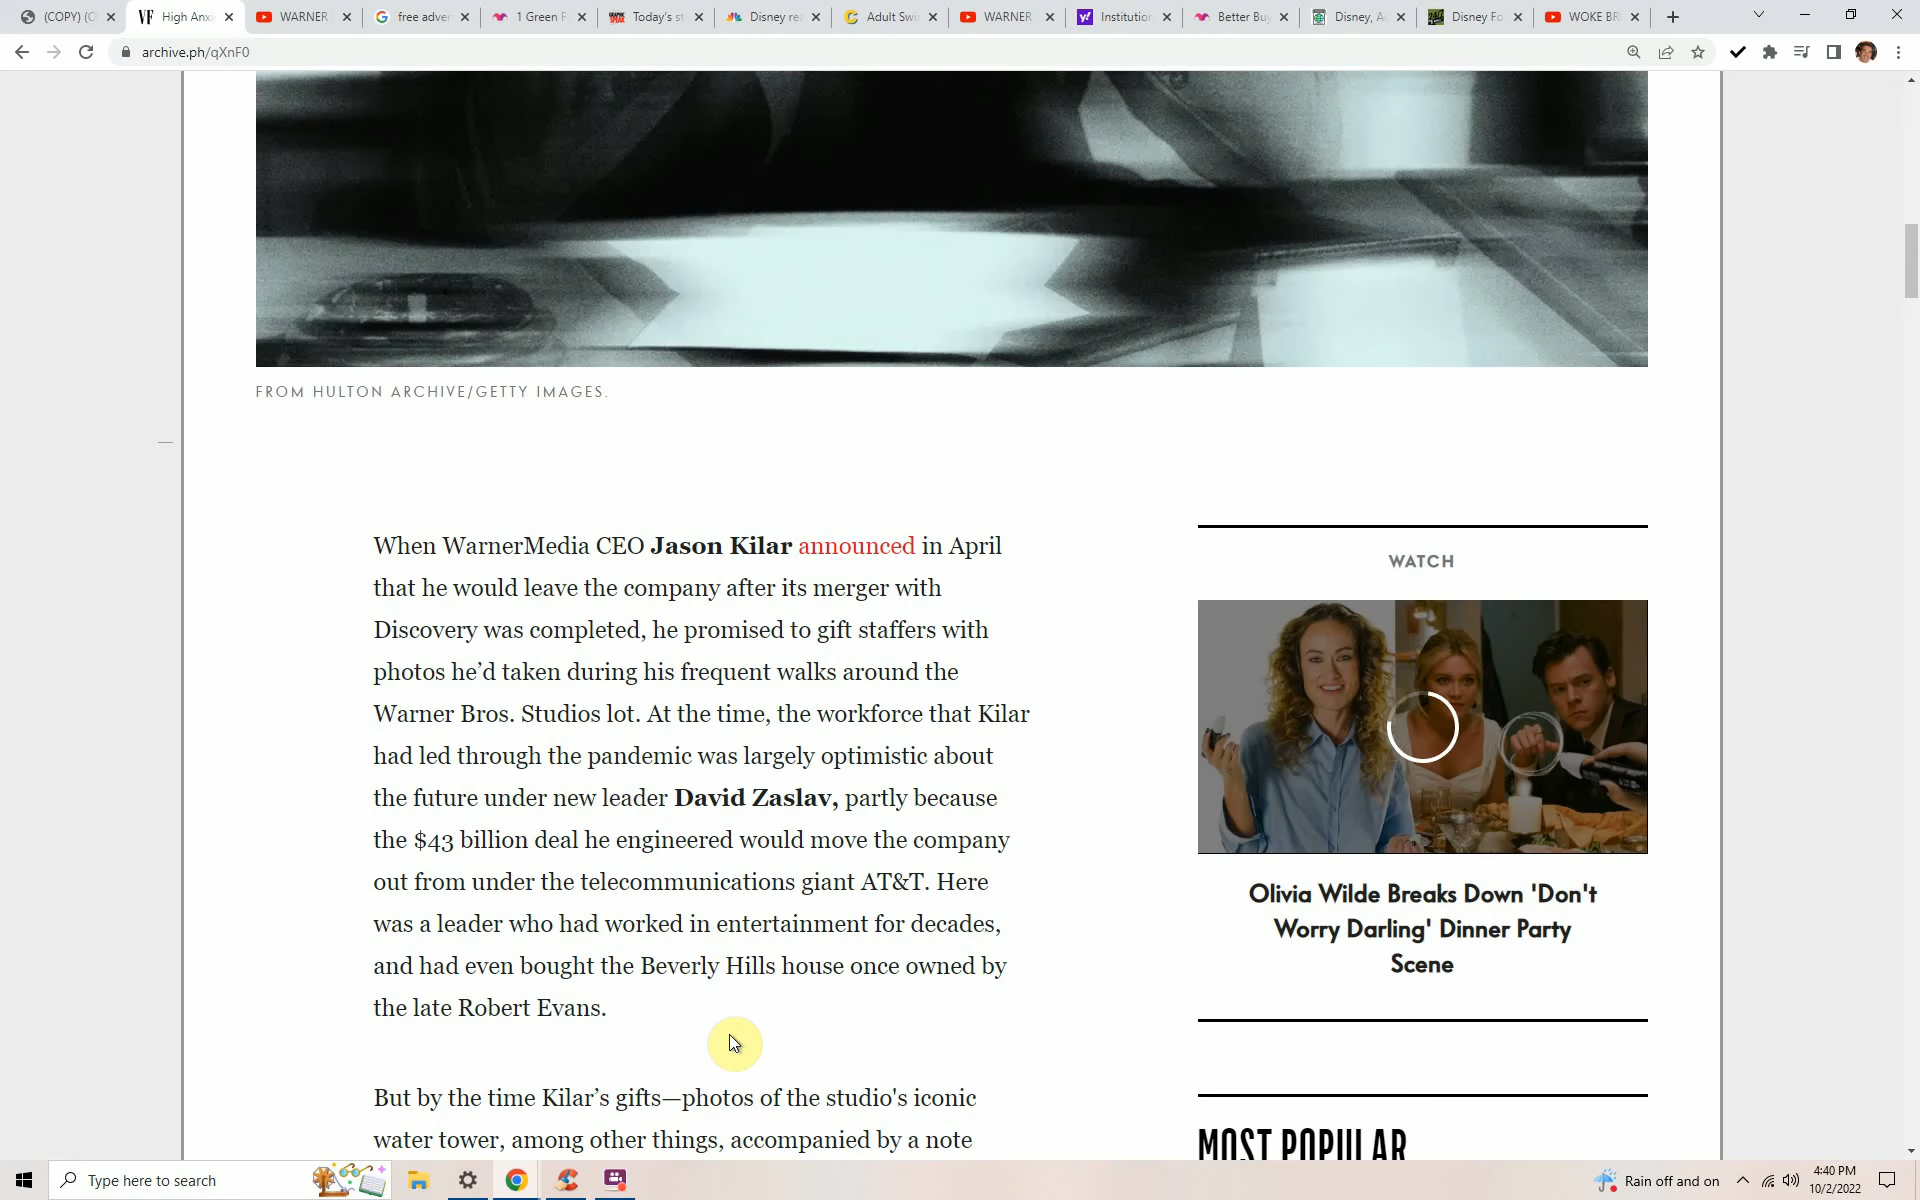 (COPY) (C
VF High Anxi
WARNER
free adver
1 Green F
Today's st
Disney re
Adult Swi
WARNER
Institution
Better Bu
Disney, A
Disney Fo
WOKE BR
archive.ph/qXnF0
FROM HULTON ARCHIVE/GETTY IMAGES.
When WarnerMedia CEO Jason Kilar announced in April
that he would leave the company after its merger with
Discovery was completed, he promised to gift staffers with
photos he’d taken during his frequent walks around the
Warner Bros. Studios lot. At the time, the workforce that Kilar
had led through the pandemic was largely optimistic about
the future under new leader David Zaslav, partly because
the $43 billion deal he engineered would move the company
out from under the telecommunications giant AT&T. Here
was a leader who had worked in entertainment for decades,
and had even bought the Beverly Hills house once owned by
the late Robert Evans.
But by the time Kilar’s gifts—photos of the studio's iconic
water tower, among other things, accompanied by a note
WATCH
Olivia Wilde Breaks Down 'Don't
Worry Darling' Dinner Party
Scene
MOST POPULAR
Type here to search
Rain off and on
4:40 PM
10/2/2022